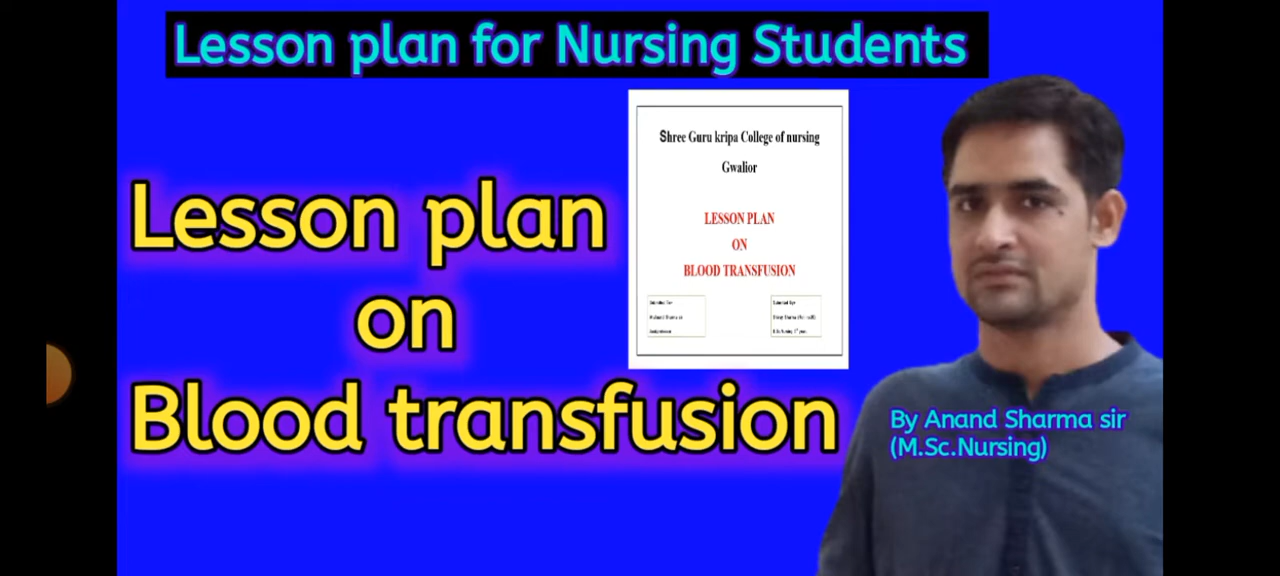 Lesson plan for Nursing Students
Lesson plan
on
Blood transfusion
Shree Guru kripa College of nursing
Gwalior
LESSON PLAN
ON
BLOOD TRANSFUSION
By Anand Sharma sir
(M.Sc.Nursing)